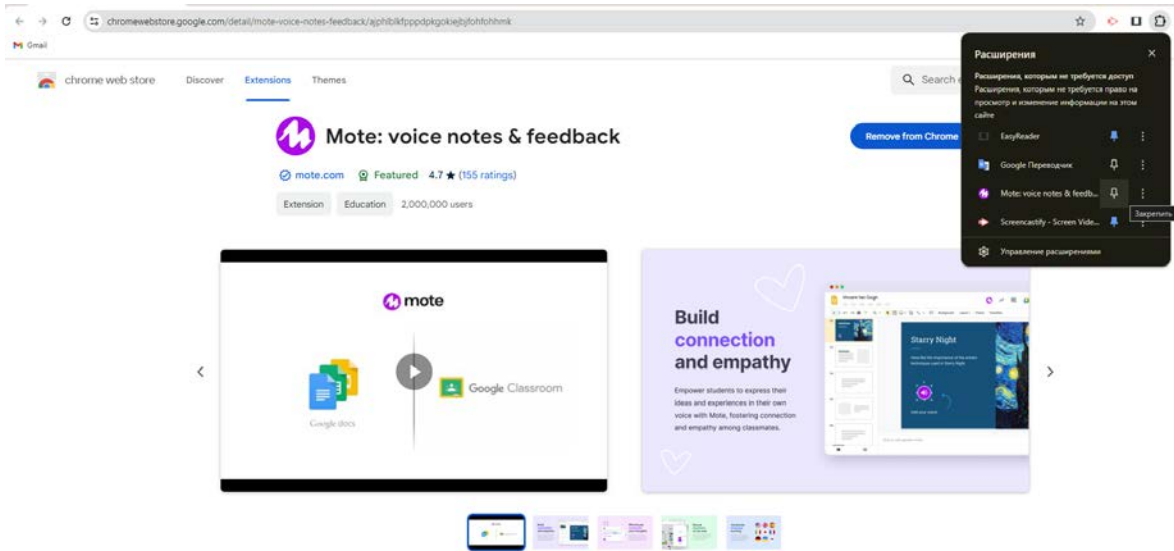 chromewebstore.google.com/detail/mote-voice-notes-feedback/ajphlblkfpppdpkgokiejbjfohfohhmk
Gmail
chrome web store Discover Extensions Themes
Search
Mote: voice notes & feedback
Remove from Chrome
mote.com Featured 4.7 ★ (155 ratings)
Extension Education 2,000,000 users
Расширения
Расширения, которым не требуется доступ
Расширения, которым не требуется право на
просмотр и изменение информации на этом
сайте
EasyReader
Google Переводчик
Mote: voice notes & feedb...
Закрепить
Screencastify - Screen Vide...
Управление расширениями
mote
Google docs
Google Classroom
Build
connection
and empathy
Empower students to express their
ideas and experiences in their own
voice with Mote, fostering connection
and empathy among classmates.
Vincent Van Gogh
Starry Night